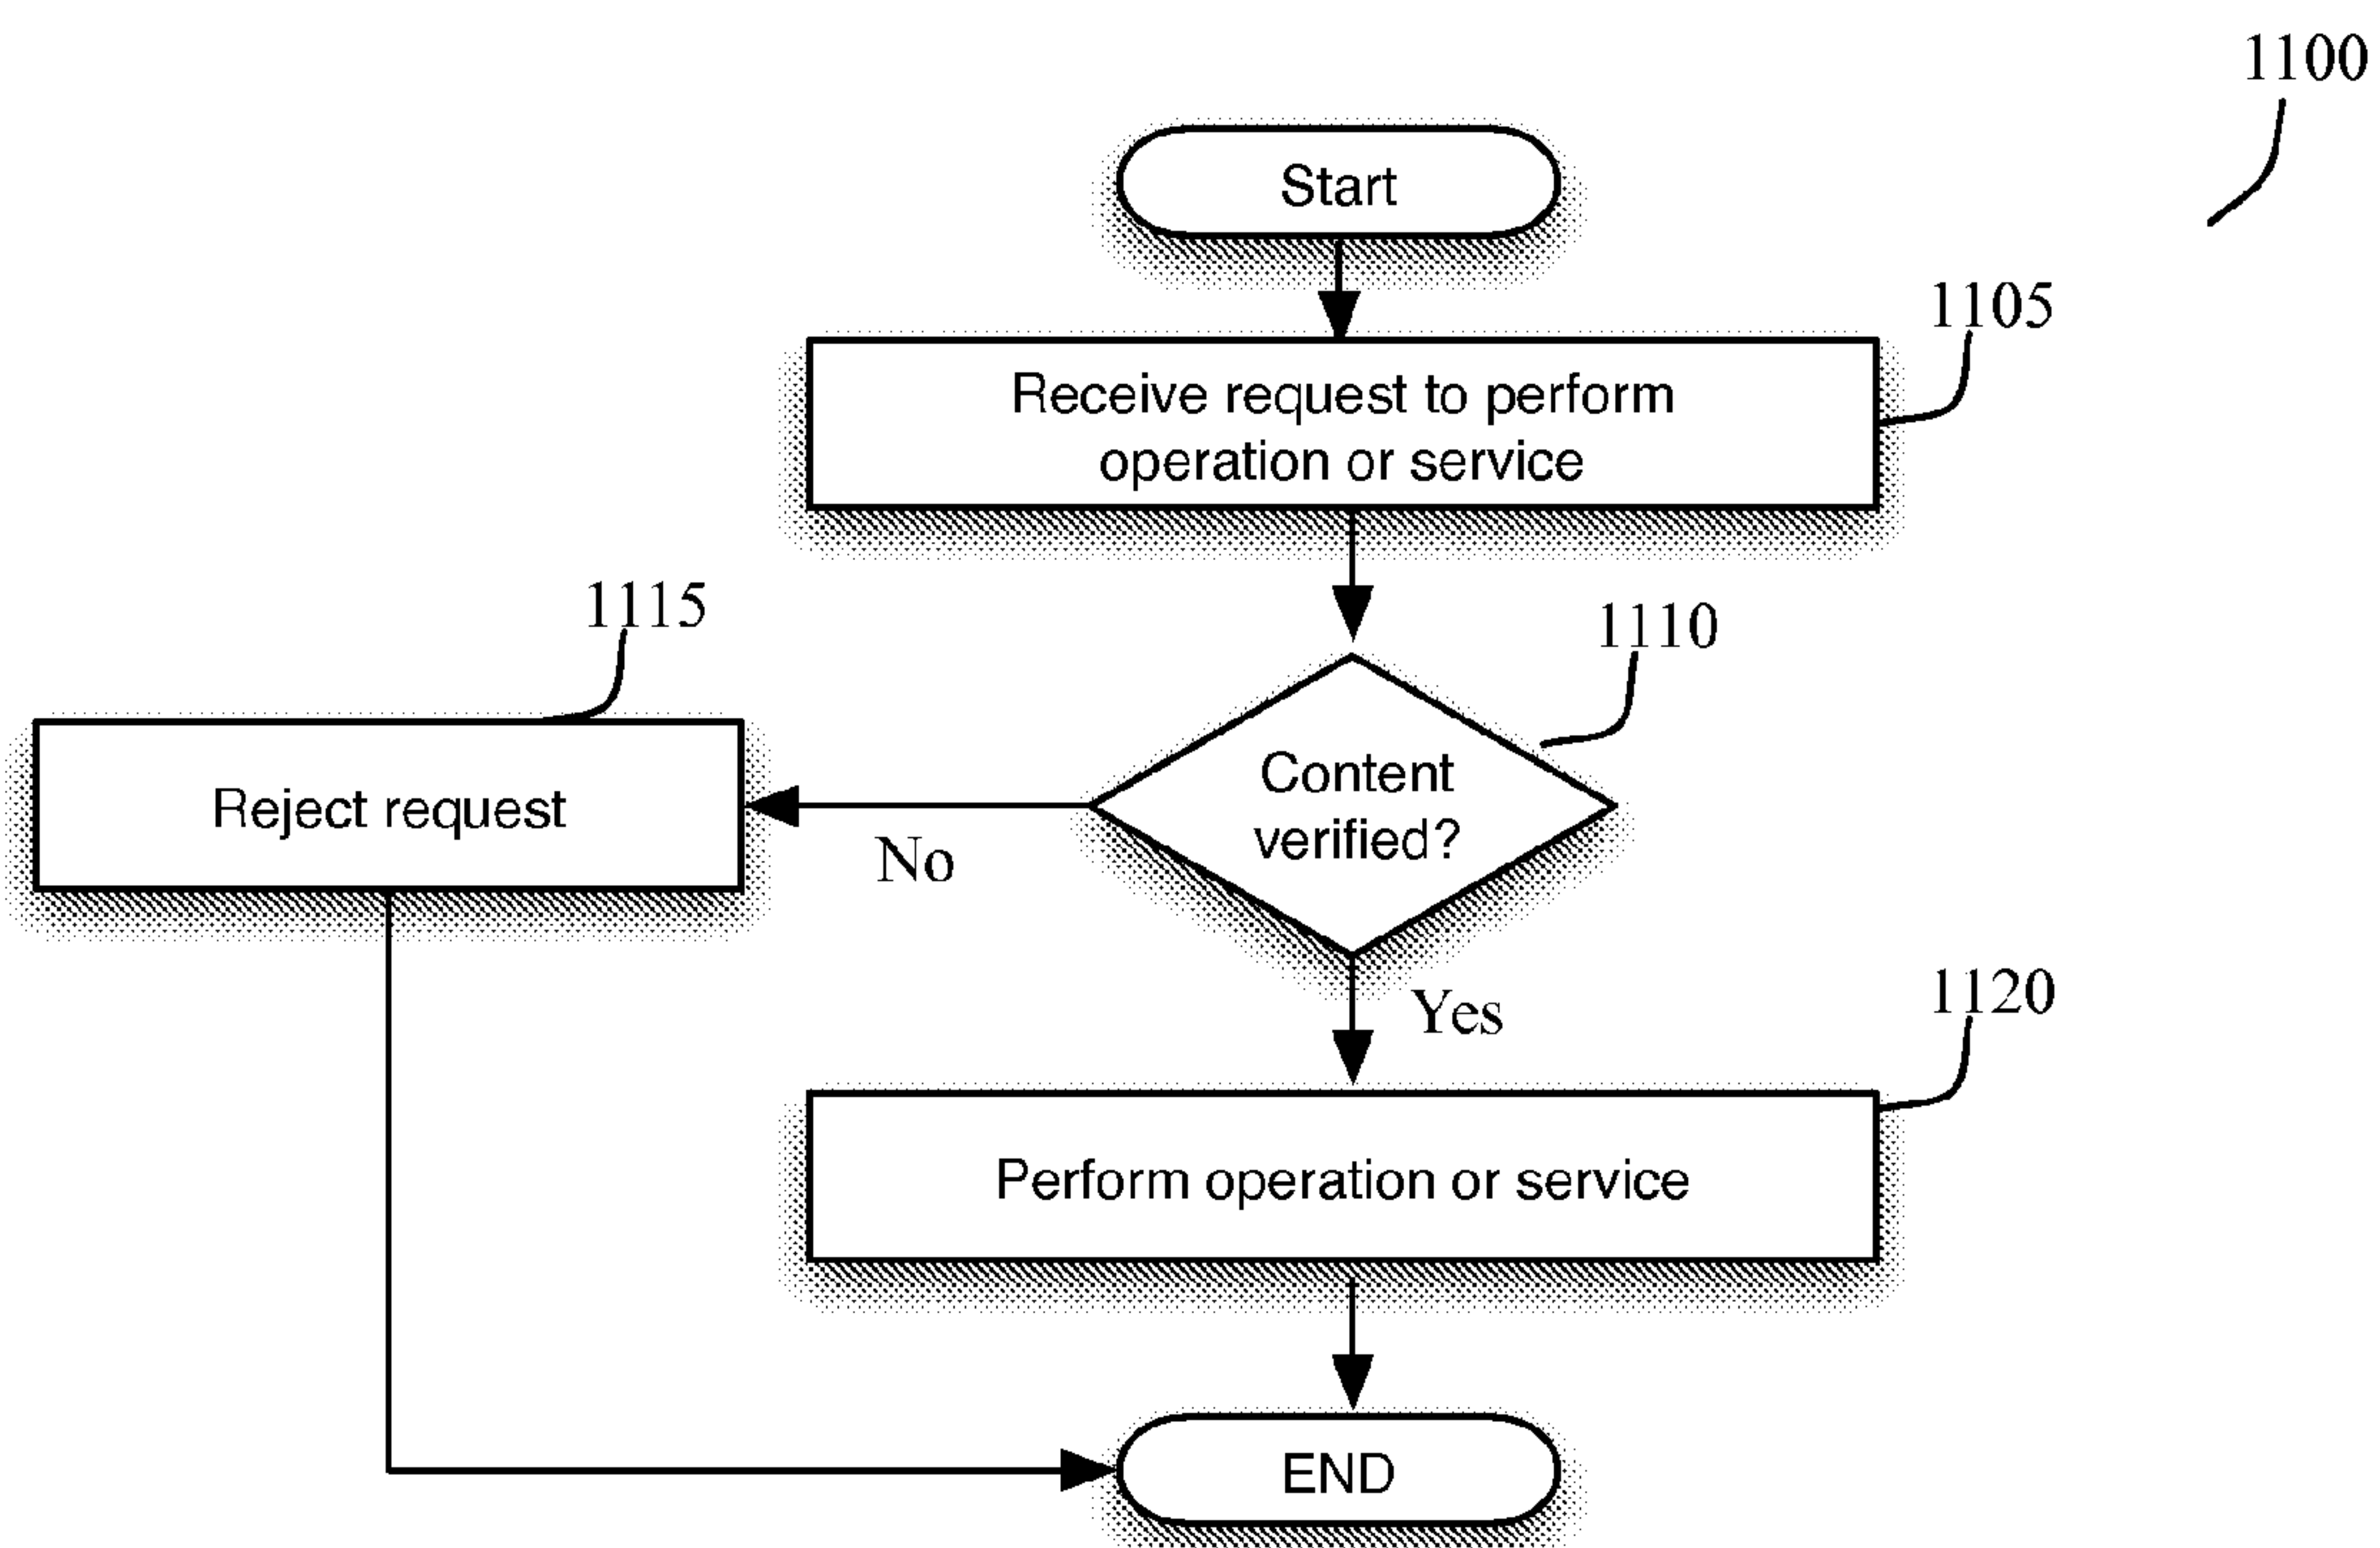 1100
Start
1105
Receive request to perform
operation or service
1115
1110
Content
verified?
Reject request
No
Yes
1120
Perform operation or service
END